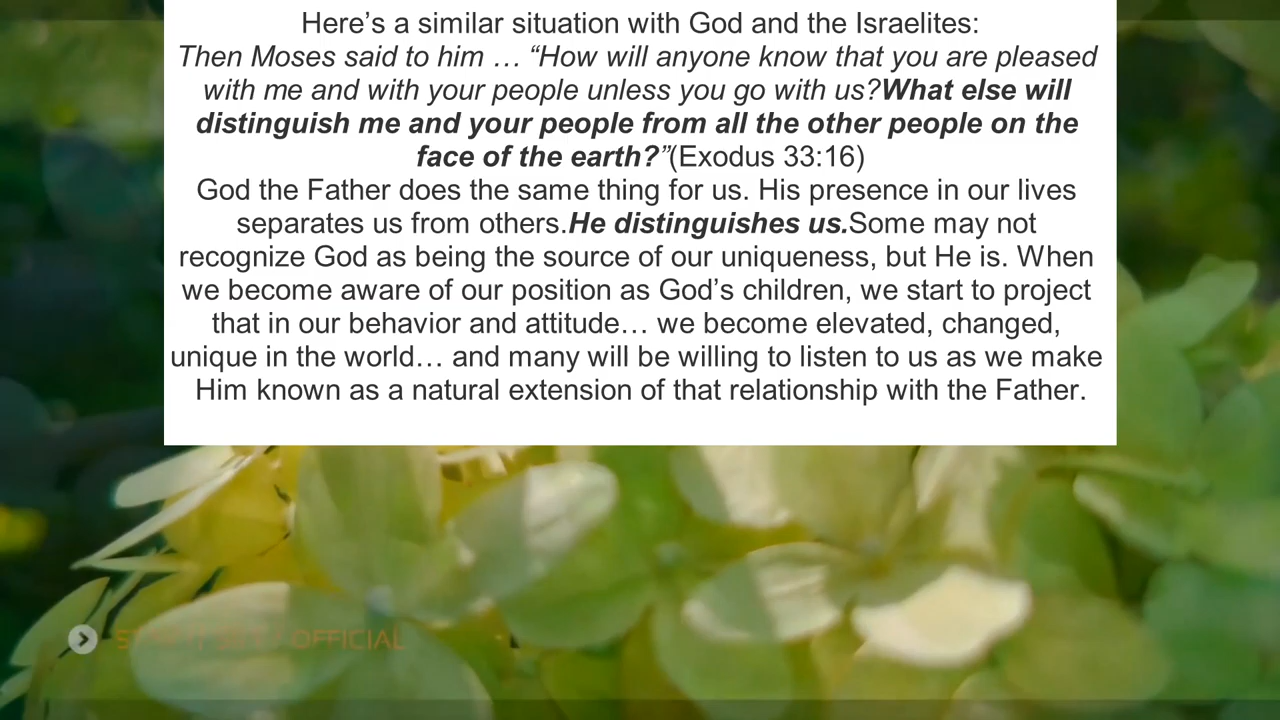 Here’s a similar situation with God and the Israelites:
Then Moses said to him … “How will anyone know that you are pleased
with me and with your people unless you go with us?What else will
distinguish me and your people from all the other people on the
face of the earth?”(Exodus 33:16)
God the Father does the same thing for us. His presence in our lives
separates us from others.He distinguishes us.Some may not
recognize God as being the source of our uniqueness, but He is. When
we become aware of our position as God’s children, we start to project
that in our behavior and attitude… we become elevated, changed,
unique in the world… and many will be willing to listen to us as we make
Him known as a natural extension of that relationship with the Father.
OFFICIAL